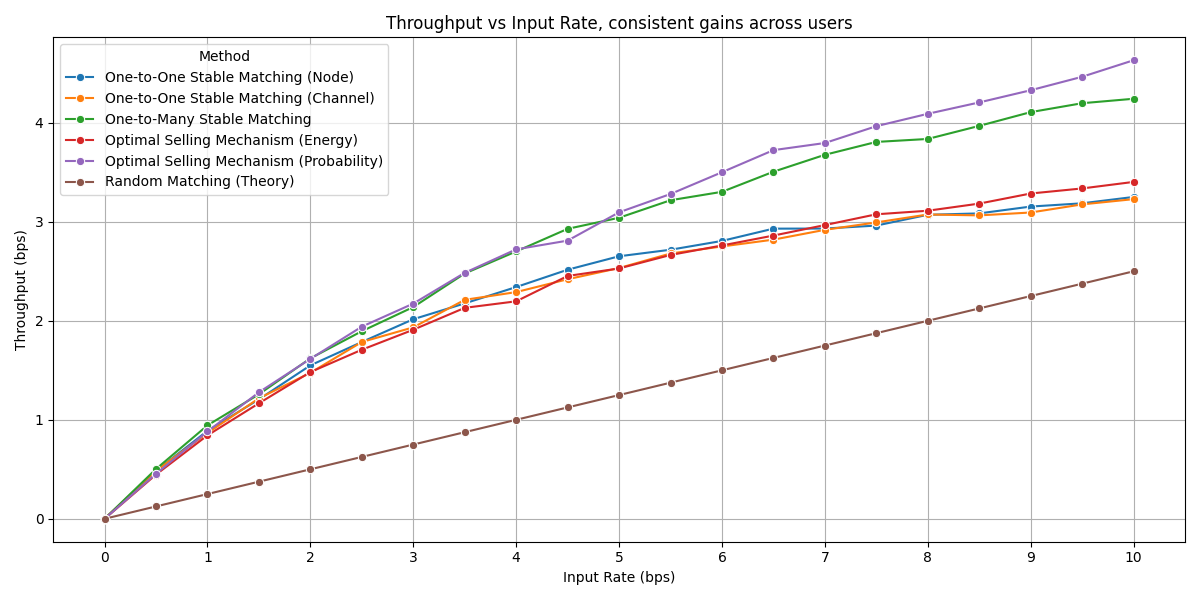 Throughput vs Input Rate, consistent gains across users
Method
One-to-One Stable Matching (Node)
One-to-One Stable Matching (Channel)
One-to-Many Stable Matching
Optimal Selling Mechanism (Energy)
Optimal Selling Mechanism (Probability)
Random Matching (Theory)
Throughput (bps)
4
3
2
1
0
0 1 2 3 4 5 6 7 8 9 10
Input Rate (bps)